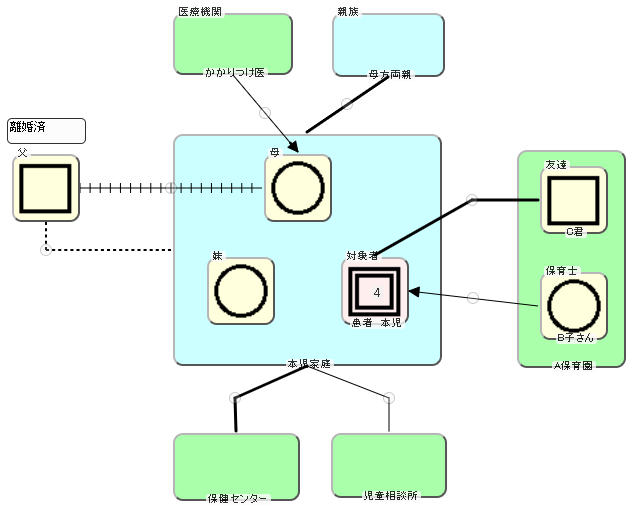 医療機関
親族
かかりつけ医
母方両親
離婚済
父
母
友達
C君
妹
対象者
4
患者 本児
保育士
B子さん
本児家庭
A保育園
保健センター
児童相談所